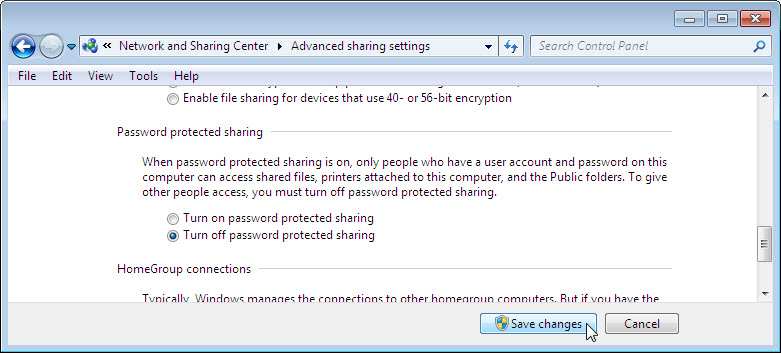 « Network and Sharing Center Advanced sharing settings
Search Control Panel
File Edit View Tools Help
Enable file sharing for devices that use 40- or 56-bit encryption
Password protected sharing
When password protected sharing is on, only people who have a user account and password on this
computer can access shared files, printers attached to this computer, and the Public folders. To give
other people access, you must turn off password protected sharing.
Turn on password protected sharing
Turn off password protected sharing
HomeGroup connections
Typically, Windows manages the connections to other homegroup computers. But if you have the
Save changes Cancel